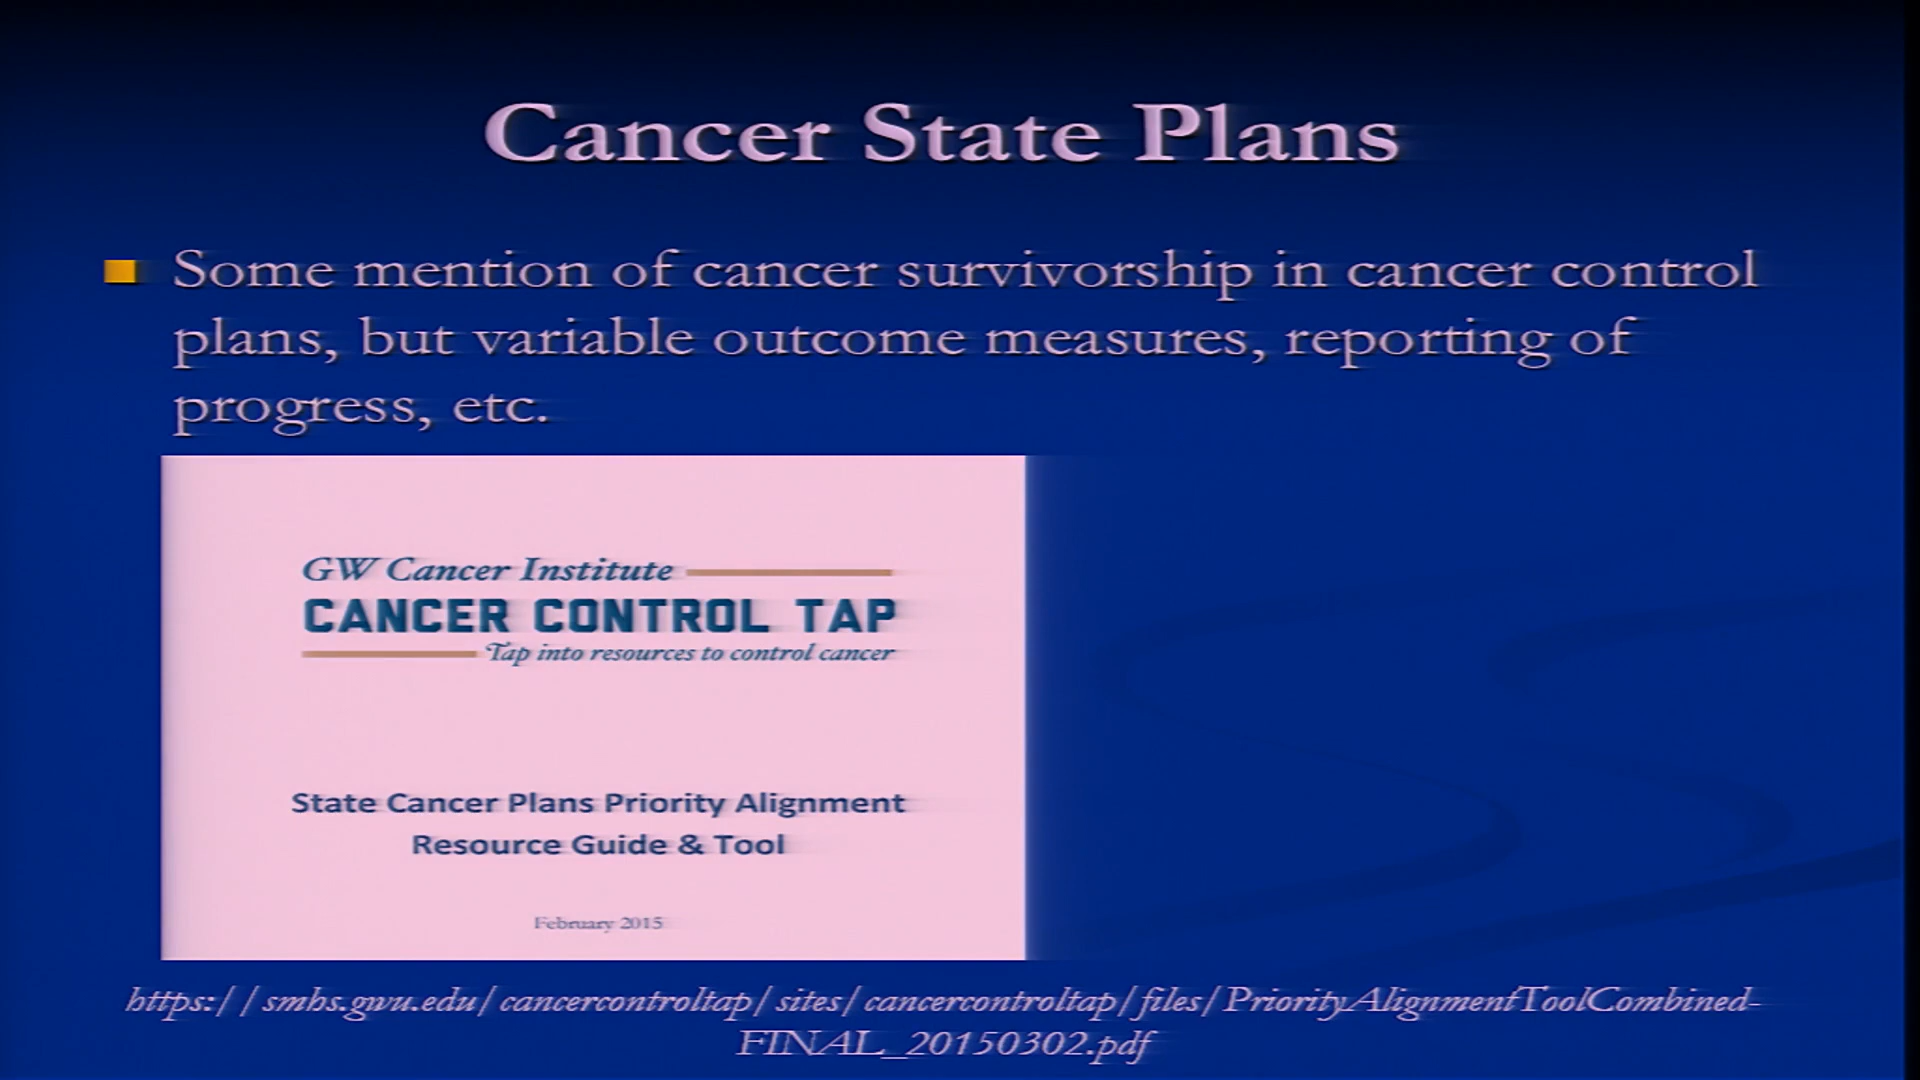 Cancer State Plans
Some mention of cancer survivorship in cancer control
plans, but variable outcome measures, reporting of
progress, etc.
GW Cancer Institute
CANCER CONTROL TAP
Tap into resources to control cancer
State Cancer Plans Priority Alignment
Resource Guide & Tool
February 2015
https://smhs.gwu.edu/cancercontroltap/sites/cancercontroltap/files/PriorityAlignmentToolCombined-
FINAL_20150302.pdf